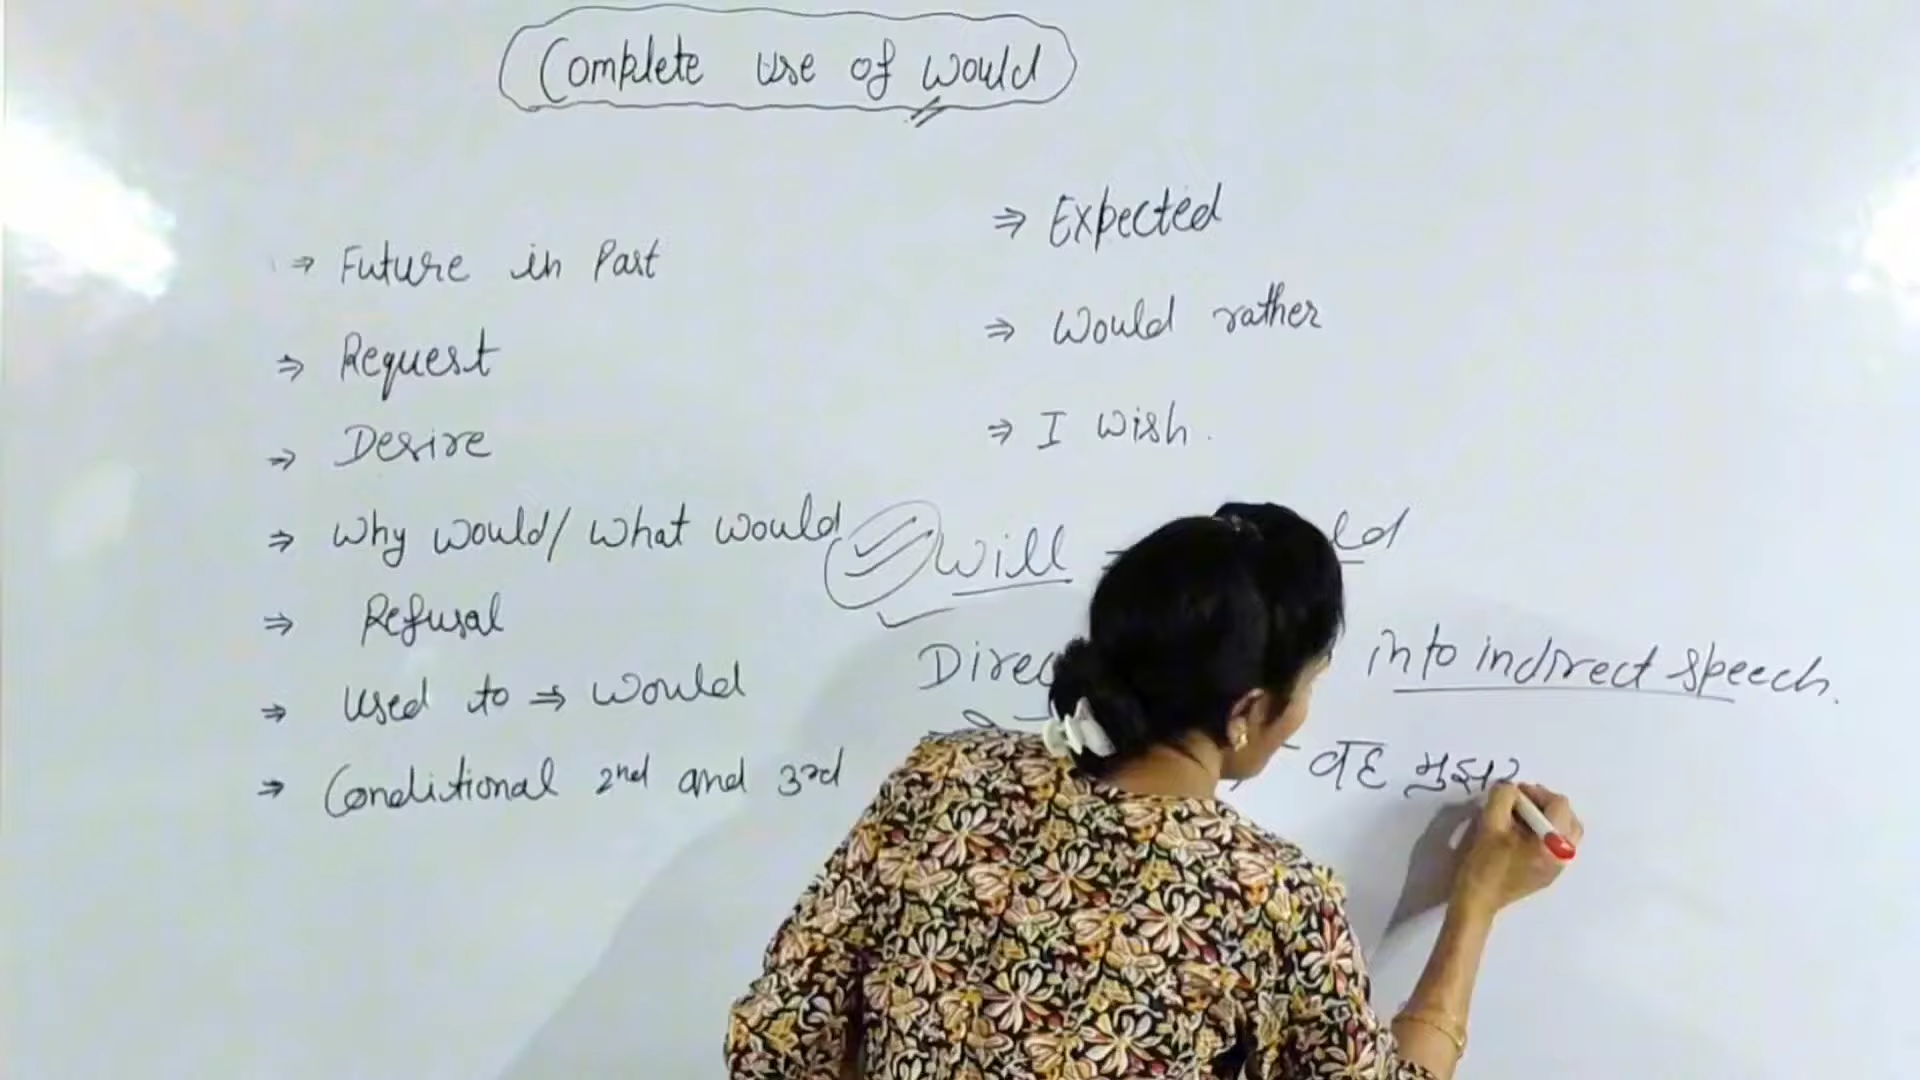 Complete use of would
⇒ Future in Past
⇒ Request
⇒ Desire
⇒ Why would/ What would
⇒ Refusal
⇒ Used to ⇒ would
⇒ Conditional 2nd and 3rd
⇒ Expected
⇒ Would rather
⇒ I wish.
Will
into indirect speech.
वह